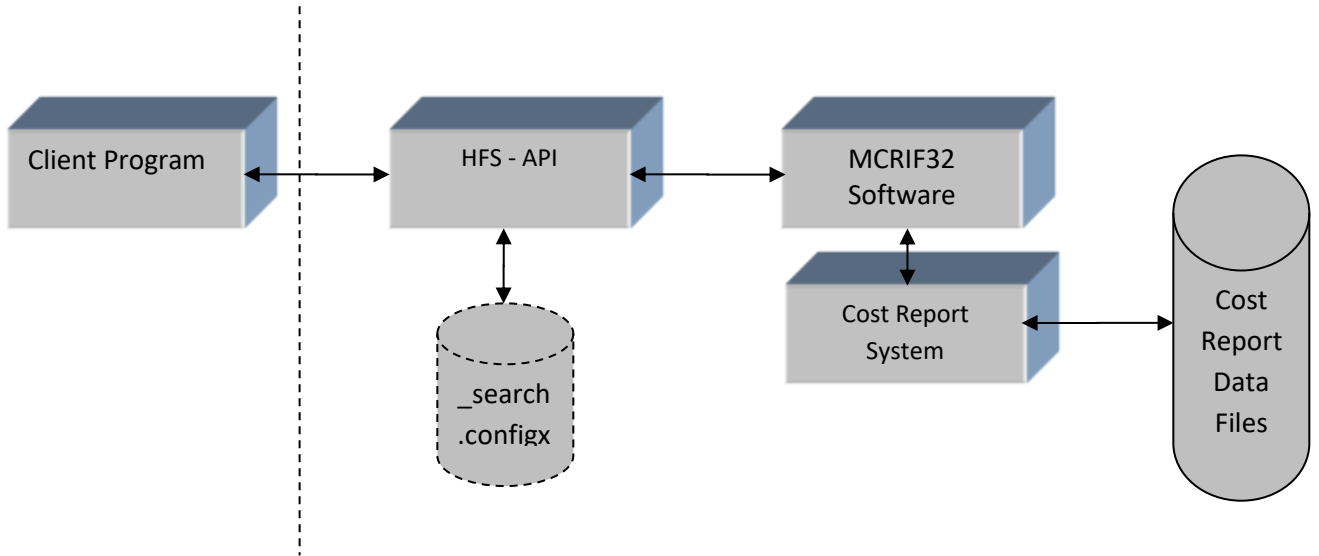 Client Program
HFS - API
MCRIF32
Software
Cost Report
System
_search
.configx
Cost
Report
Data
Files